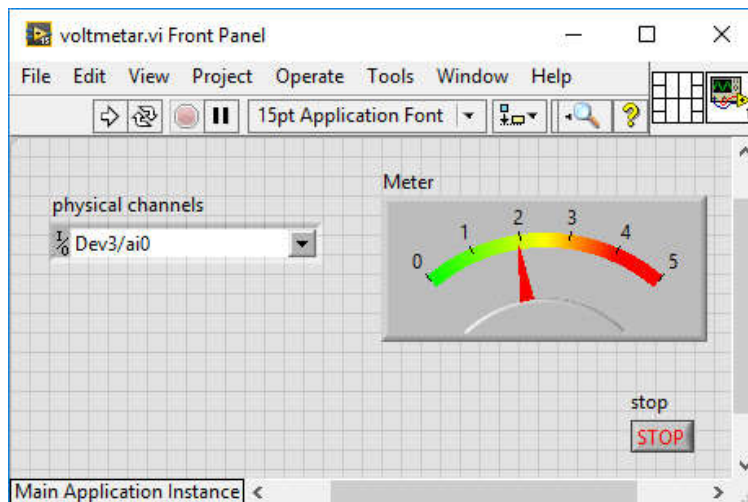 voltmetar.vi Front Panel
File Edit View Project Operate Tools Window Help
15pt Application Font
physical channels
I/O Dev3/ai0
Meter
0 1 2 3 4 5
stop
STOP
Main Application Instance